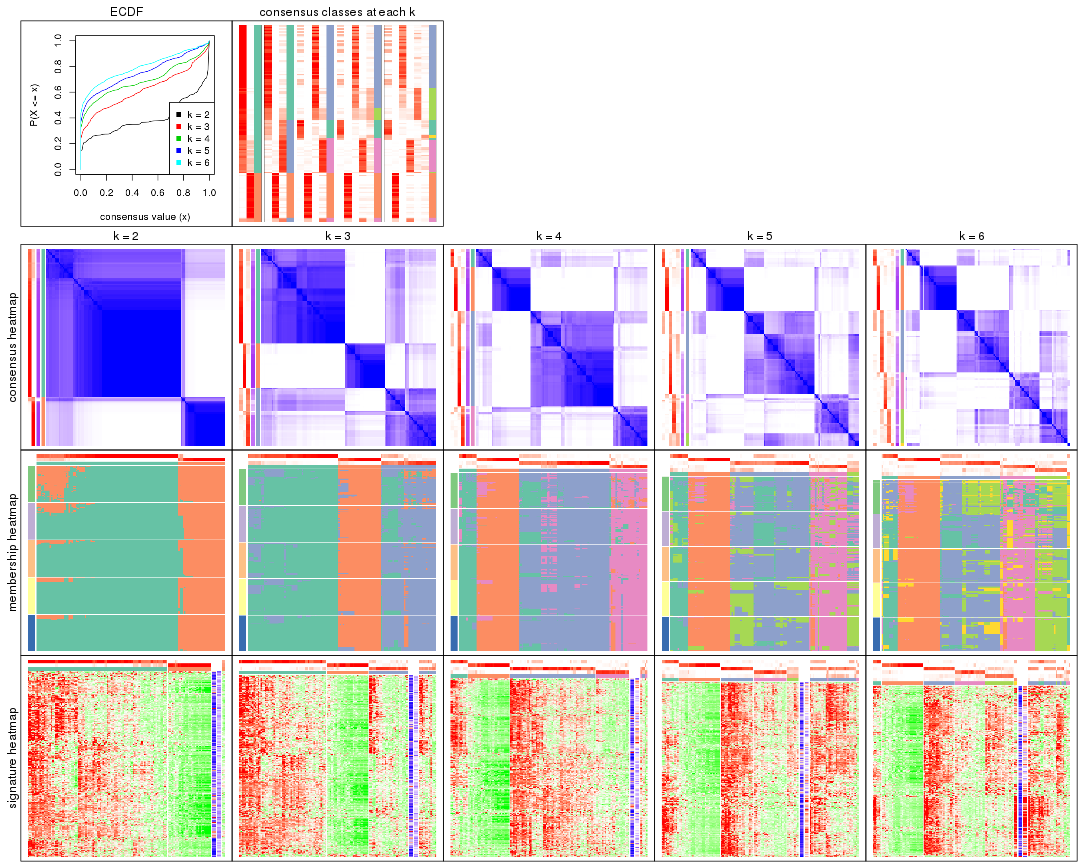 ECDF
consensus classes at each k
P(X <= x)
0.0 0.2 0.4 0.6 0.8 1.0
k = 2
k = 3
k = 4
k = 5
k = 6
0.0 0.2 0.4 0.6 0.8 1.0
consensus value (x)
k = 2
k = 3
k = 4
k = 5
k = 6
consensus heatmap
membership heatmap
signature heatmap